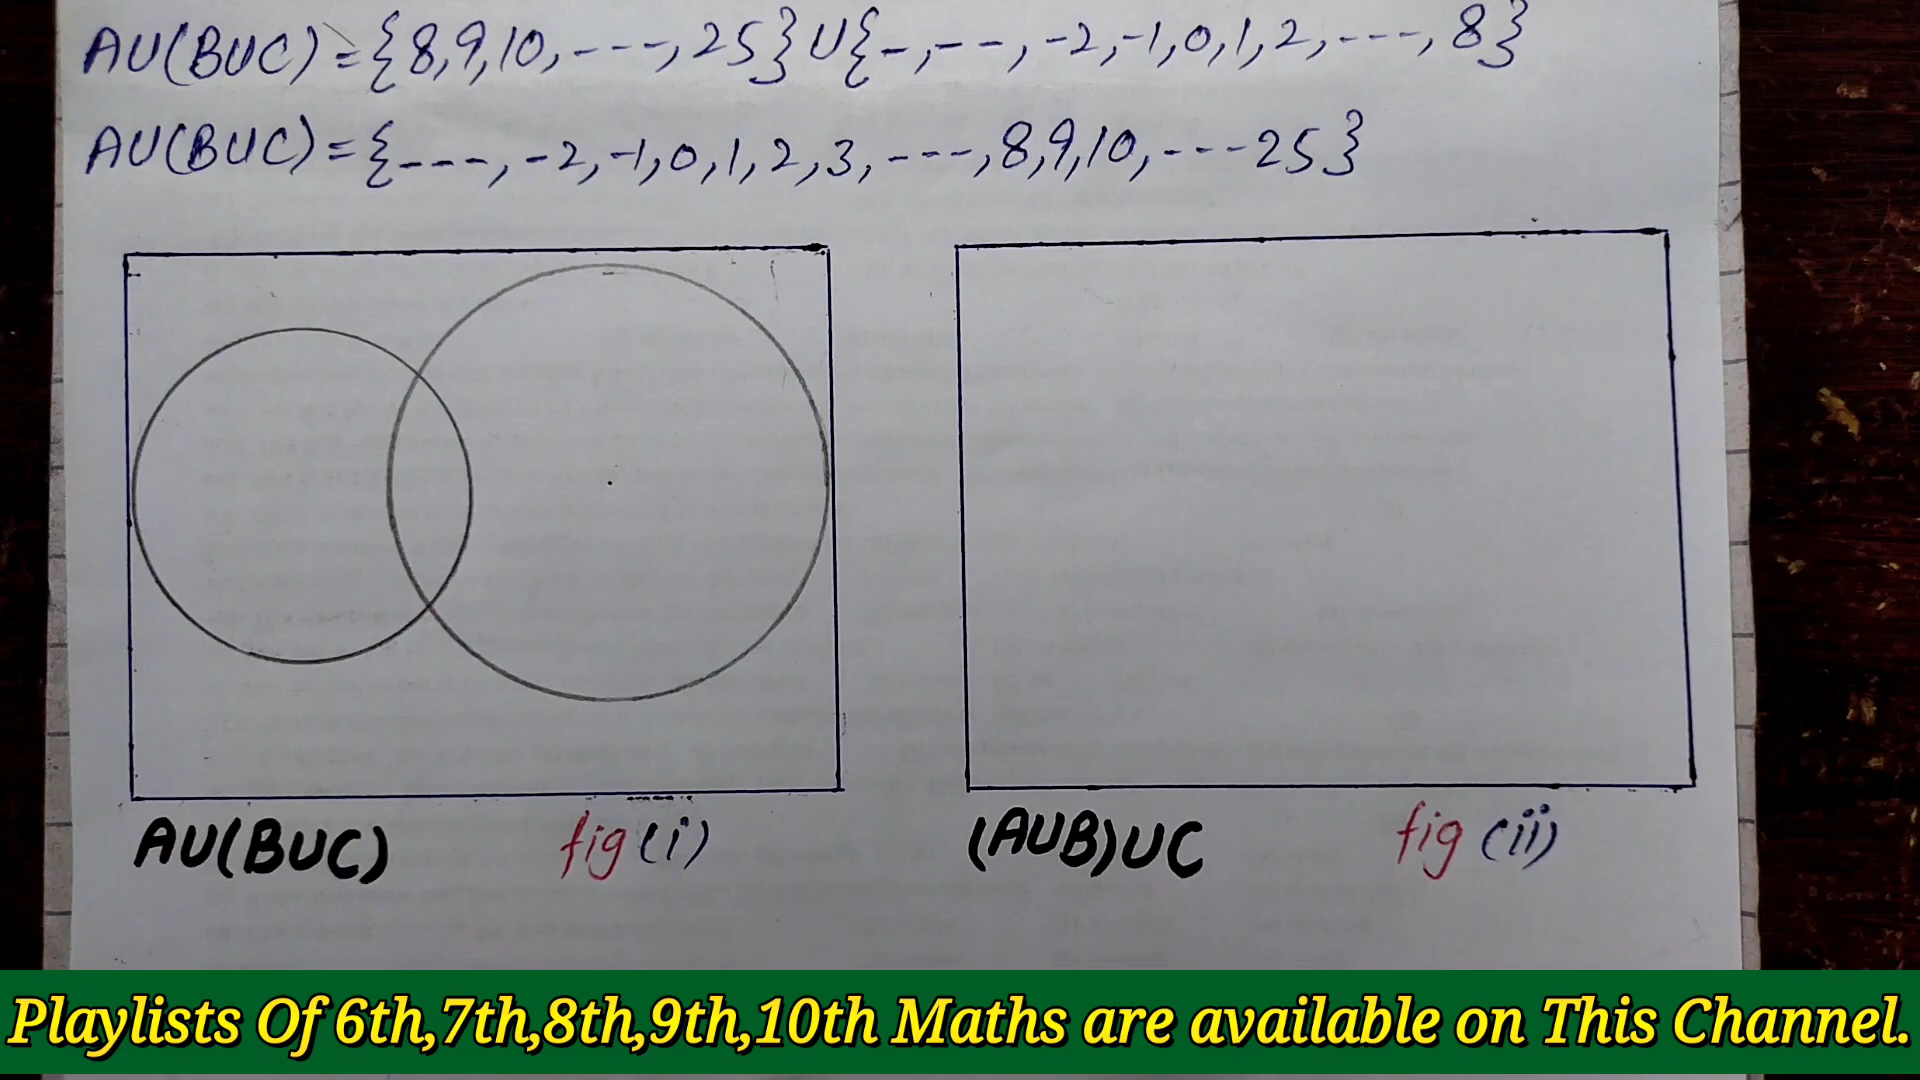 AU(BUC)={8,9,10,---,25}U{-,--,-2,-1,0,1,2,---,8}
AU(BUC)={---,-2,-1,0,1,2,3,---,8,9,10,---25}
AU(BUC) fig (i)
(AUB)UC fig (ii)
Playlists Of 6th,7th,8th,9th,10th Maths are available on This Channel.